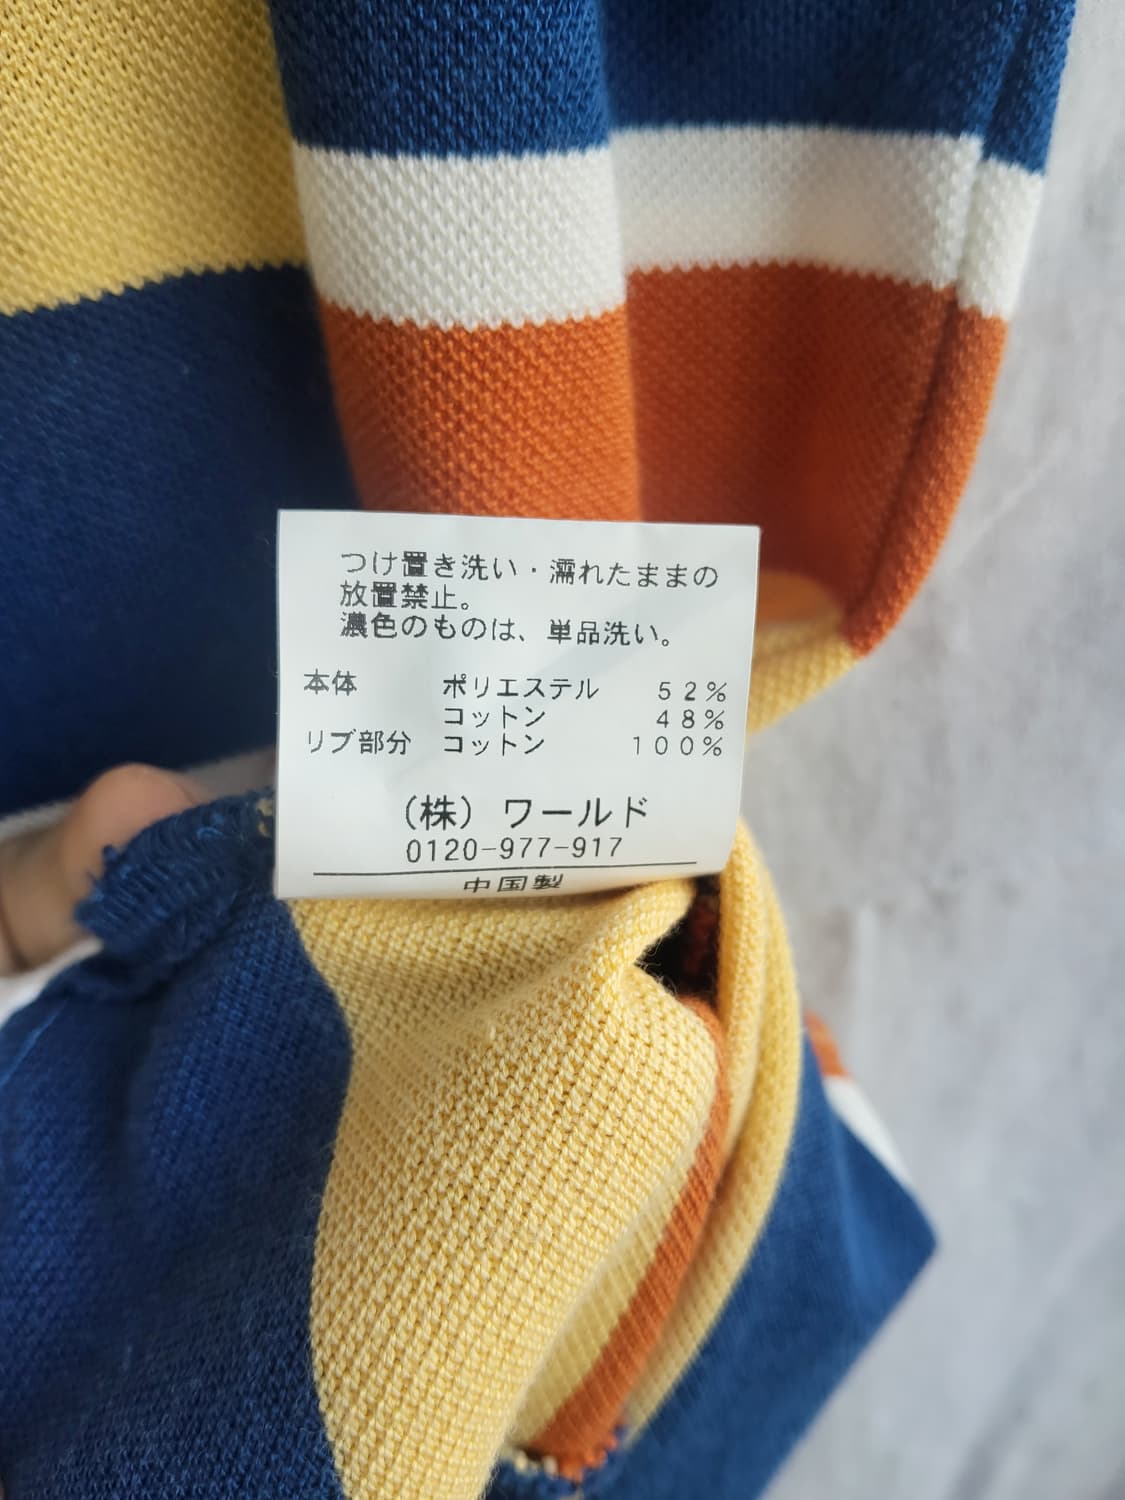 つけ置き洗い・濡れたままの
放置禁止。
濃色のものは、単品洗い。
本体 ポリエステル 52%
コットン 48%
リブ部分 コットン 100%
(株) ワールド
0120-977-917
中国製